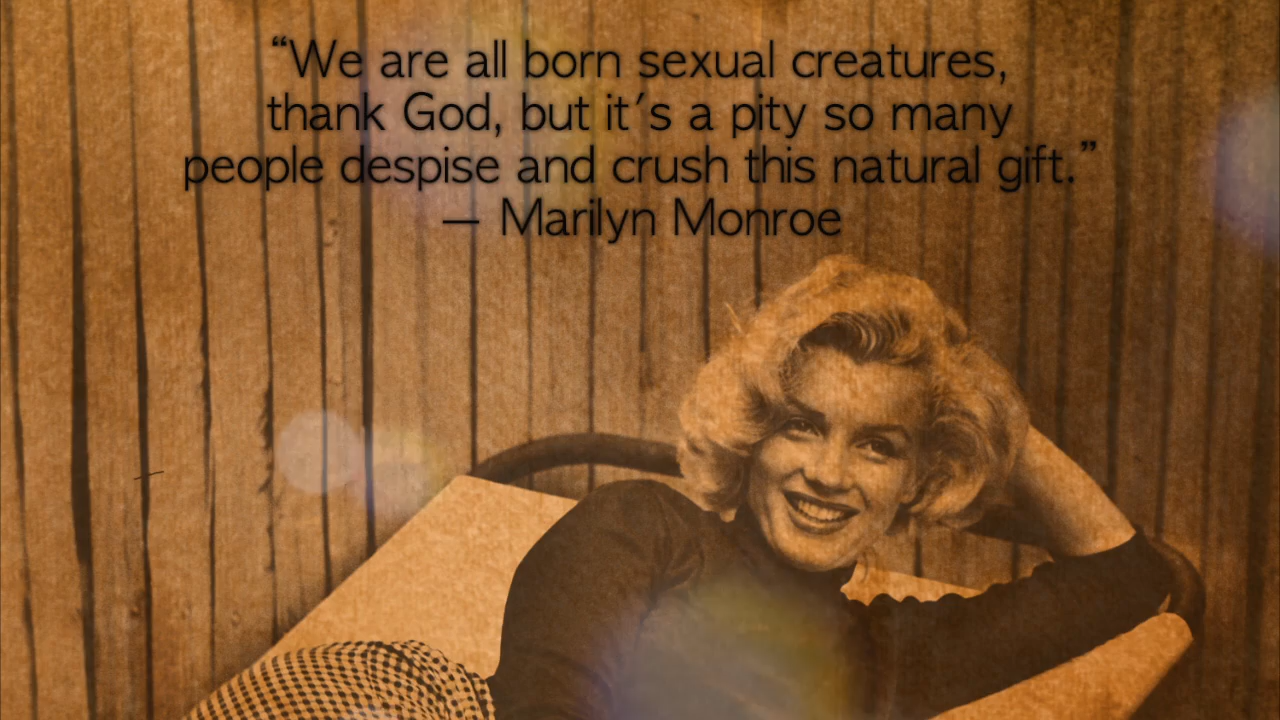 “We are all born sexual creatures,
thank God, but it´s a pity so many
people despise and crush this natural gift.”
— Marilyn Monroe